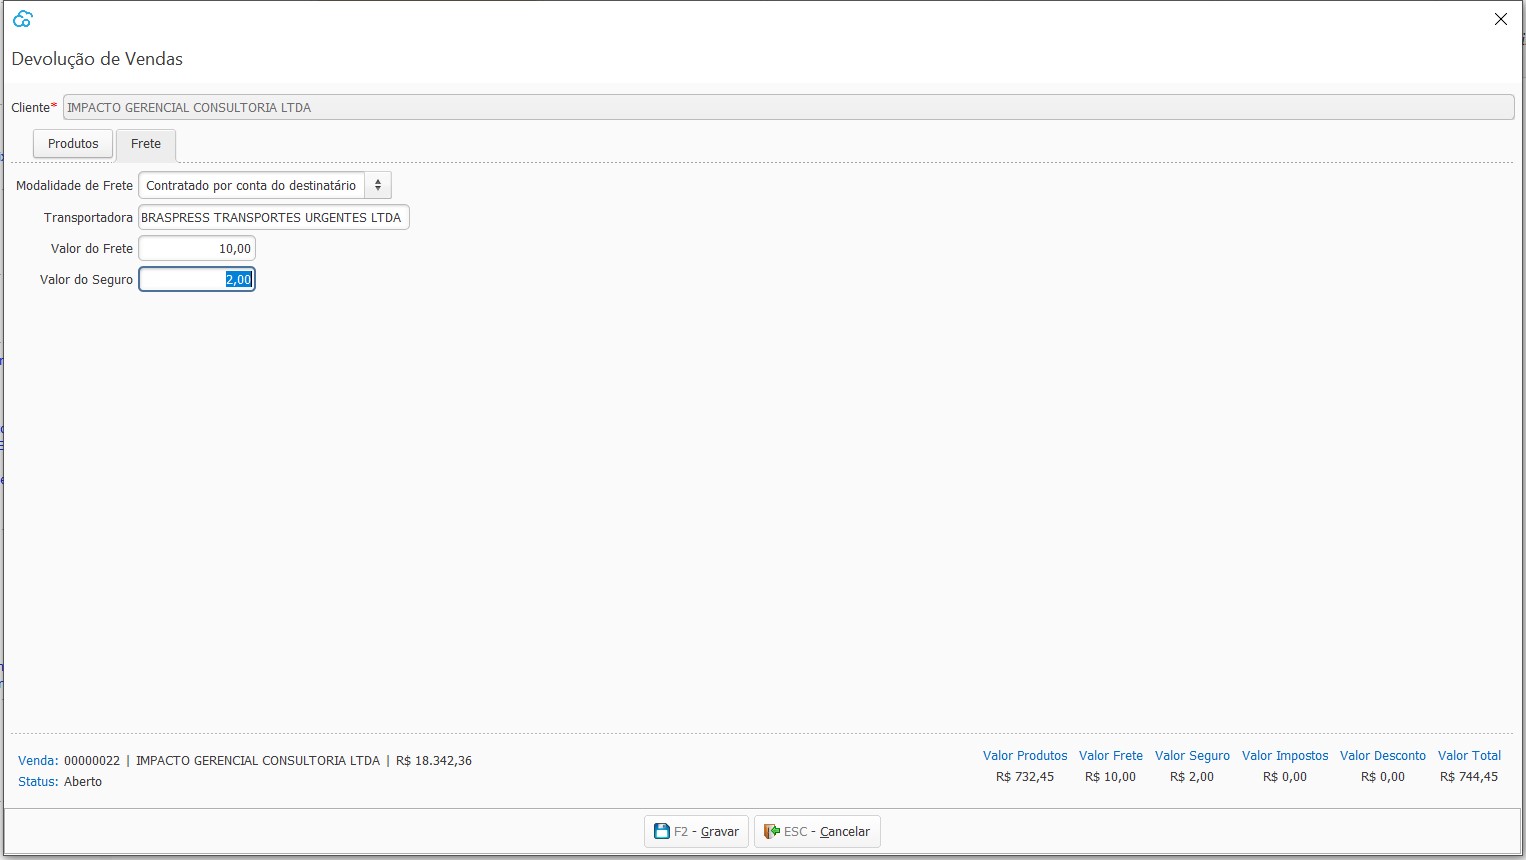 Devolução de Vendas
Cliente* IMPACTO GERENCIAL CONSULTORIA LTDA
Produtos Frete
Modalidade de Frete Contratado por conta do destinatário
Transportadora BRASPRESS TRANSPORTES URGENTES LTDA
Valor do Frete 10,00
Valor do Seguro 2,00
Valor Produtos Valor Frete Valor Seguro Valor Impostos Valor Desconto Valor Total
Venda: 00000022 | IMPACTO GERENCIAL CONSULTORIA LTDA | R$ 18.342,36
R$ 732,45 R$ 10,00 R$ 2,00 R$ 0,00 R$ 0,00 R$ 744,45
Status: Aberto
F2 - Gravar ESC - Cancelar